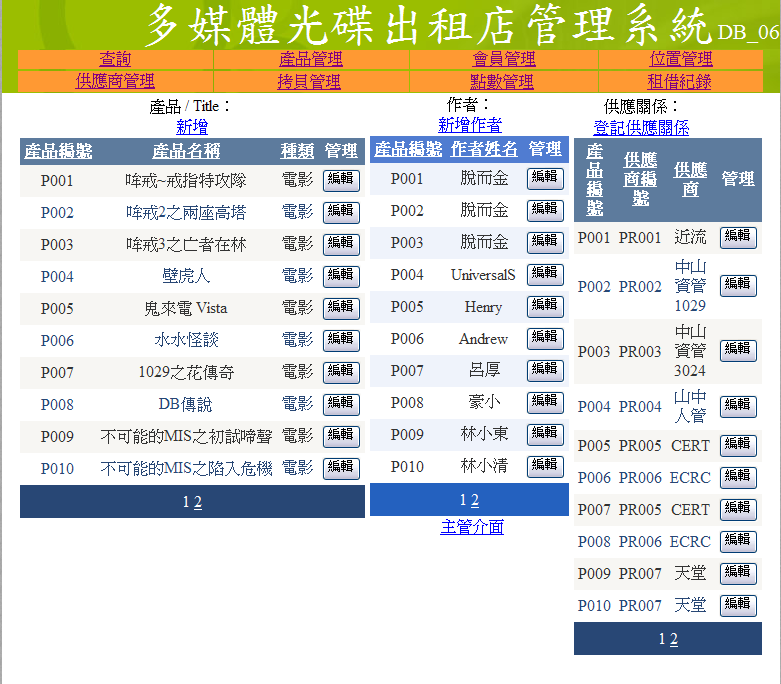 多媒體光碟出租店管理系統 DB_06
查詢 產品管理 會員管理 位置管理
供應商管理 拷貝管理 點數管理 租借紀錄
產品 / Title：
新增
產品編號 產品名稱 種類 管理
P001 哞戒~戒指特攻隊 電影 編輯
P002 哞戒2之兩座高塔 電影 編輯
P003 哞戒3之亡者在林 電影 編輯
P004 壁虎人 電影 編輯
P005 鬼來電 Vista 電影 編輯
P006 水水怪談 電影 編輯
P007 1029之花傳奇 電影 編輯
P008 DB傳說 電影 編輯
P009 不可能的MIS之初試啼聲 電影 編輯
P010 不可能的MIS之陷入危機 電影 編輯
1 2
作者：
新增作者
產品編號 作者姓名 管理
P001 脫而金 編輯
P002 脫而金 編輯
P003 脫而金 編輯
P004 UniversalS 編輯
P005 Henry 編輯
P006 Andrew 編輯
P007 呂厚 編輯
P008 豪小 編輯
P009 林小東 編輯
P010 林小清 編輯
1 2
主管介面
供應關係：
登記供應關係
產品編號 供應商編號 供應商 管理
P001 PR001 近流 編輯
P002 PR002 中山資管1029 編輯
P003 PR003 中山資管3024 編輯
P004 PR004 山中人管 編輯
P005 PR005 CERT 編輯
P006 PR006 ECRC 編輯
P007 PR005 CERT 編輯
P008 PR006 ECRC 編輯
P009 PR007 天堂 編輯
P010 PR007 天堂 編輯
1 2